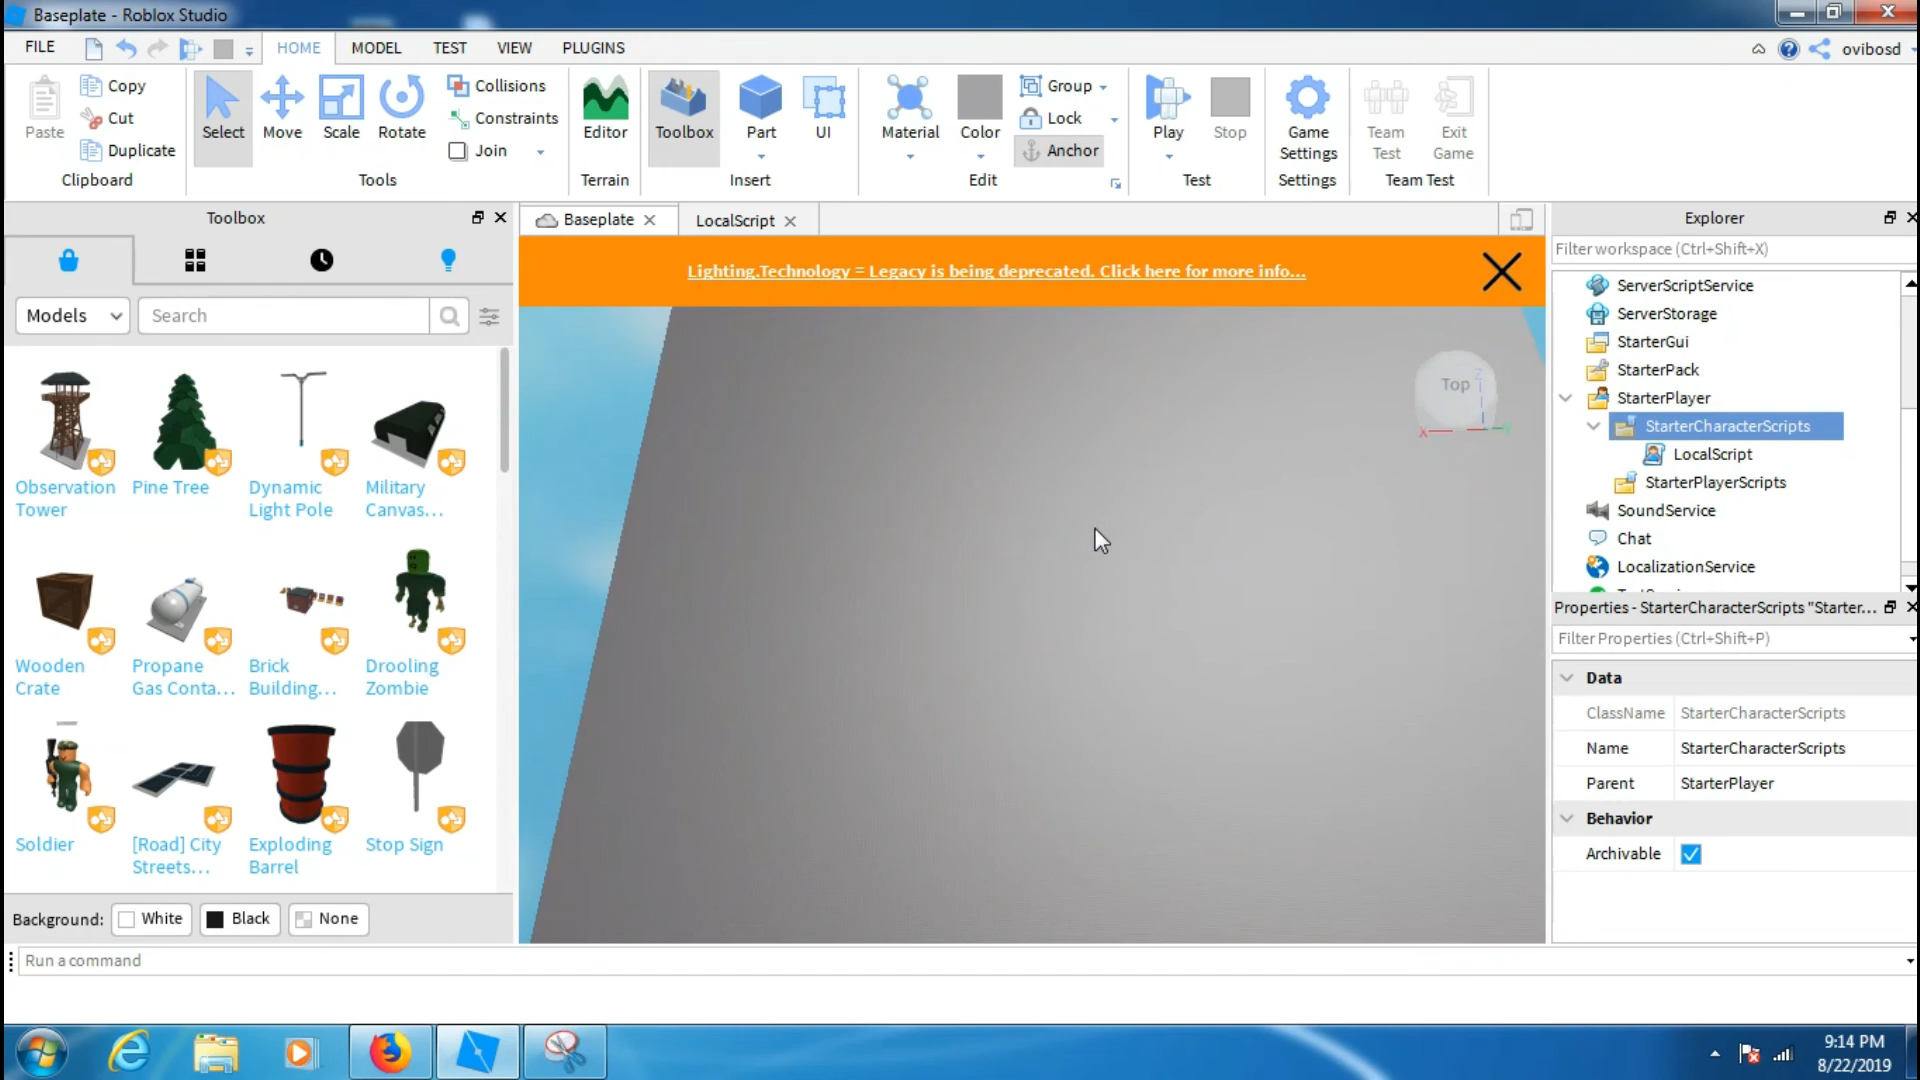 Baseplate - Roblox Studio
FILE HOME MODEL TEST VIEW PLUGINS ovibosd
Paste Copy Cut Duplicate
Clipboard
Select Move Scale Rotate Collisions Constraints Join
Tools
Editor
Terrain
Toolbox Part UI
Insert
Material Color Group Lock Anchor
Edit
Play Stop
Test
Game Settings
Settings
Team Test Exit Game
Team Test
Toolbox
Models Search
Observation Tower
Pine Tree
Dynamic Light Pole
Military Canvas...
Wooden Crate
Propane Gas Conta...
Brick Building...
Drooling Zombie
Soldier
[Road] City Streets...
Exploding Barrel
Stop Sign
Background: White Black None
Baseplate LocalScript
Lighting.Technology = Legacy is being deprecated. Click here for more info...
Top
Z
X
Explorer
Filter workspace (Ctrl+Shift+X)
ServerScriptService
ServerStorage
StarterGui
StarterPack
StarterPlayer
StarterCharacterScripts
LocalScript
StarterPlayerScripts
SoundService
Chat
LocalizationService
Properties - StarterCharacterScripts "Starter...
Filter Properties (Ctrl+Shift+P)
Data
ClassName StarterCharacterScripts
Name StarterCharacterScripts
Parent StarterPlayer
Behavior
Archivable
Run a command
9:14 PM
8/22/2019